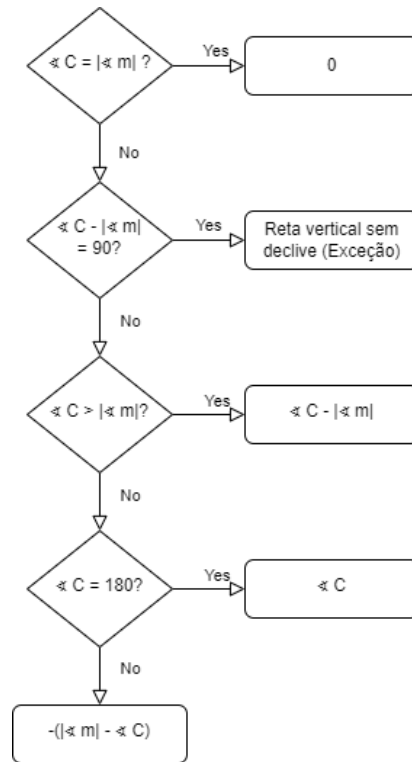 ∢ C = |∢ m| ?
Yes
0
No
∢ C - |∢ m|
= 90?
Yes
Reta vertical sem
declive (Exceção)
No
∢ C > |∢ m|?
Yes
∢ C - |∢ m|
No
∢ C = 180?
Yes
∢ C
No
-(|∢ m| - ∢ C)